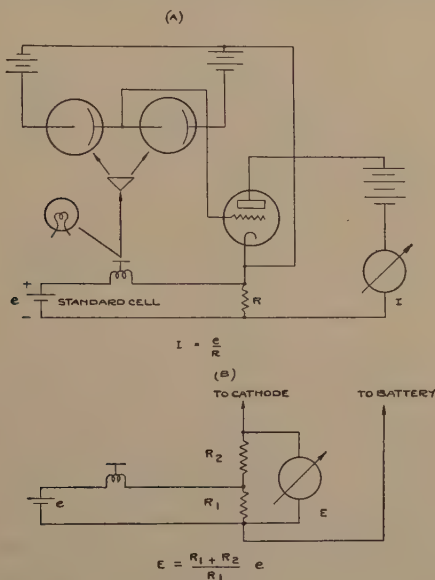 (A)
e
+
-
STANDARD CELL
R
I
I = e/R
(B)
TO CATHODE
TO BATTERY
R2
R1
e
E
E = R1 + R2 / R1 e